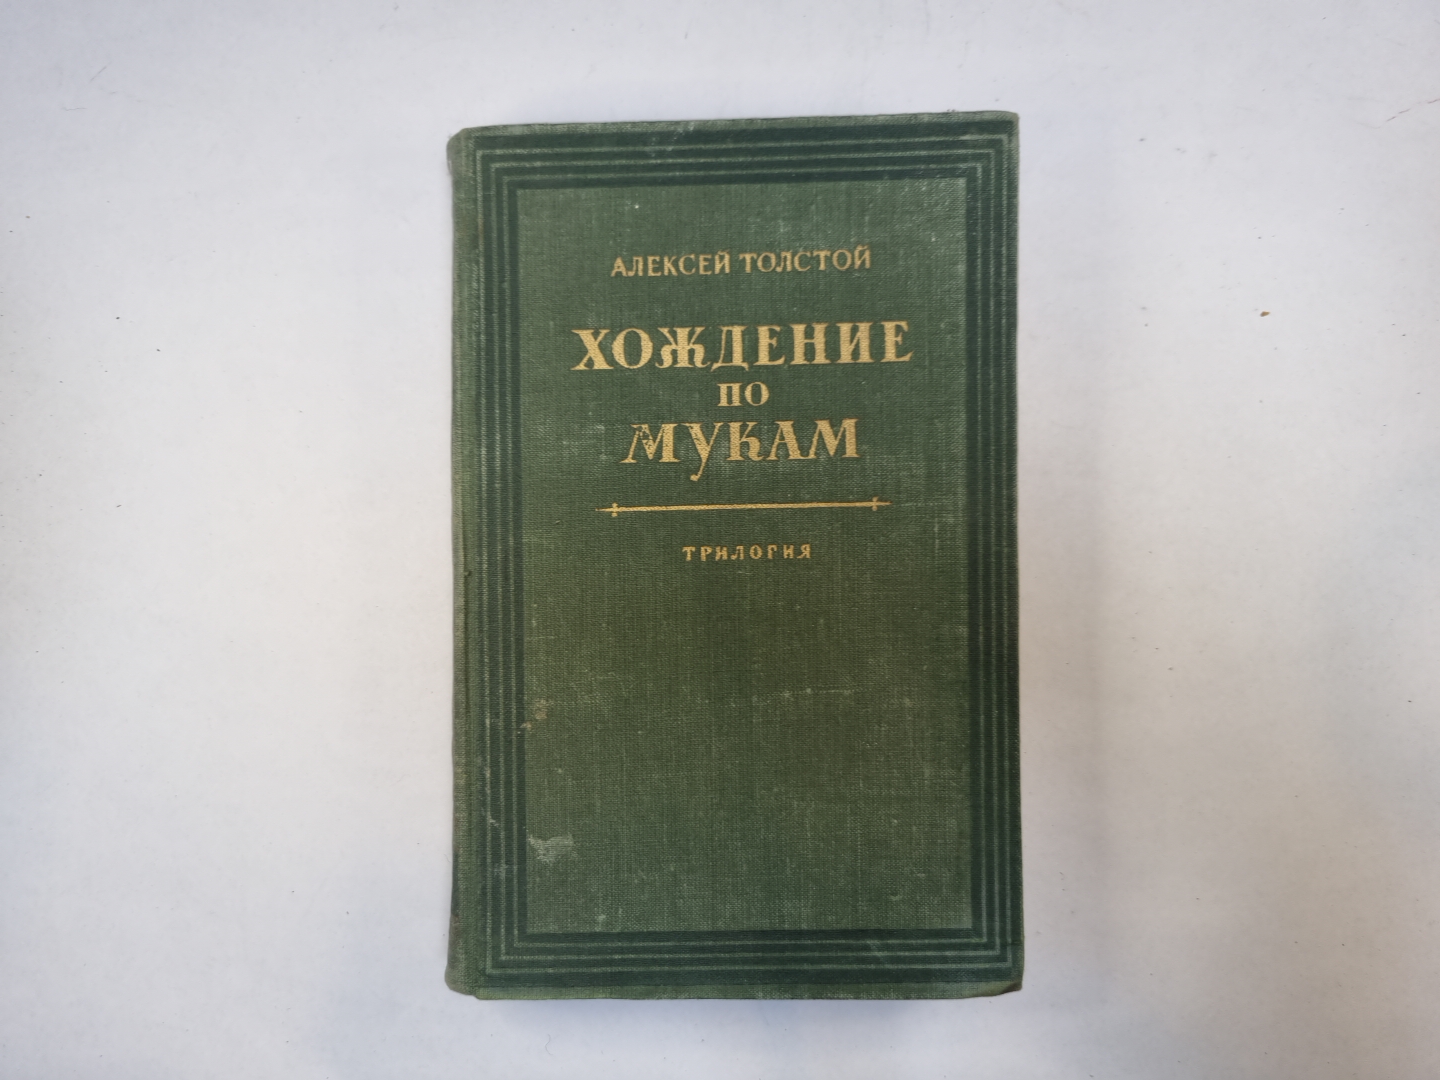 АЛЕКСЕЙ ТОЛСТОЙ
ХОЖДЕНИЕ
ПО
МУКАМ
ТРИЛОГИЯ